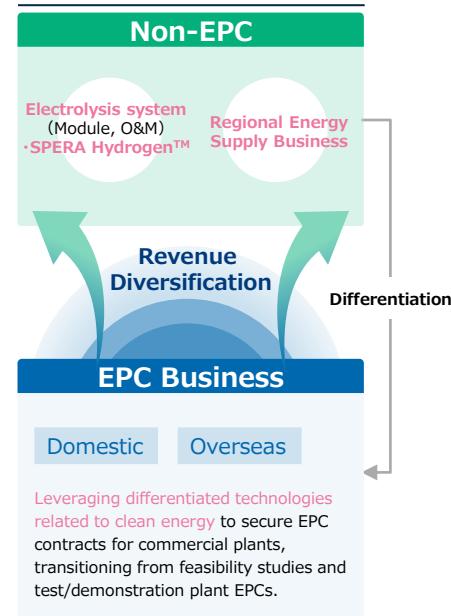 Non-EPC
Electrolysis system
(Module, O&M)
・SPERA Hydrogen™
Regional Energy
Supply Business
Revenue
Diversification
Differentiation
EPC Business
Domestic
Overseas
Leveraging differentiated technologies
related to clean energy to secure EPC
contracts for commercial plants,
transitioning from feasibility studies and
test/demonstration plant EPCs.